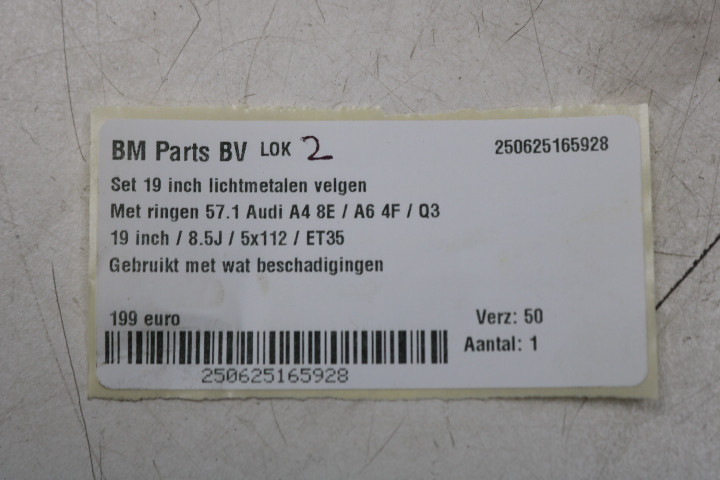 BM Parts BV LOK 2 250625165928
Set 19 inch lichtmetalen velgen
Met ringen 57.1 Audi A4 8E / A6 4F / Q3
19 inch / 8.5J / 5x112 / ET35
Gebruikt met wat beschadigingen
199 euro Verz: 50
Aantal: 1
250625165928